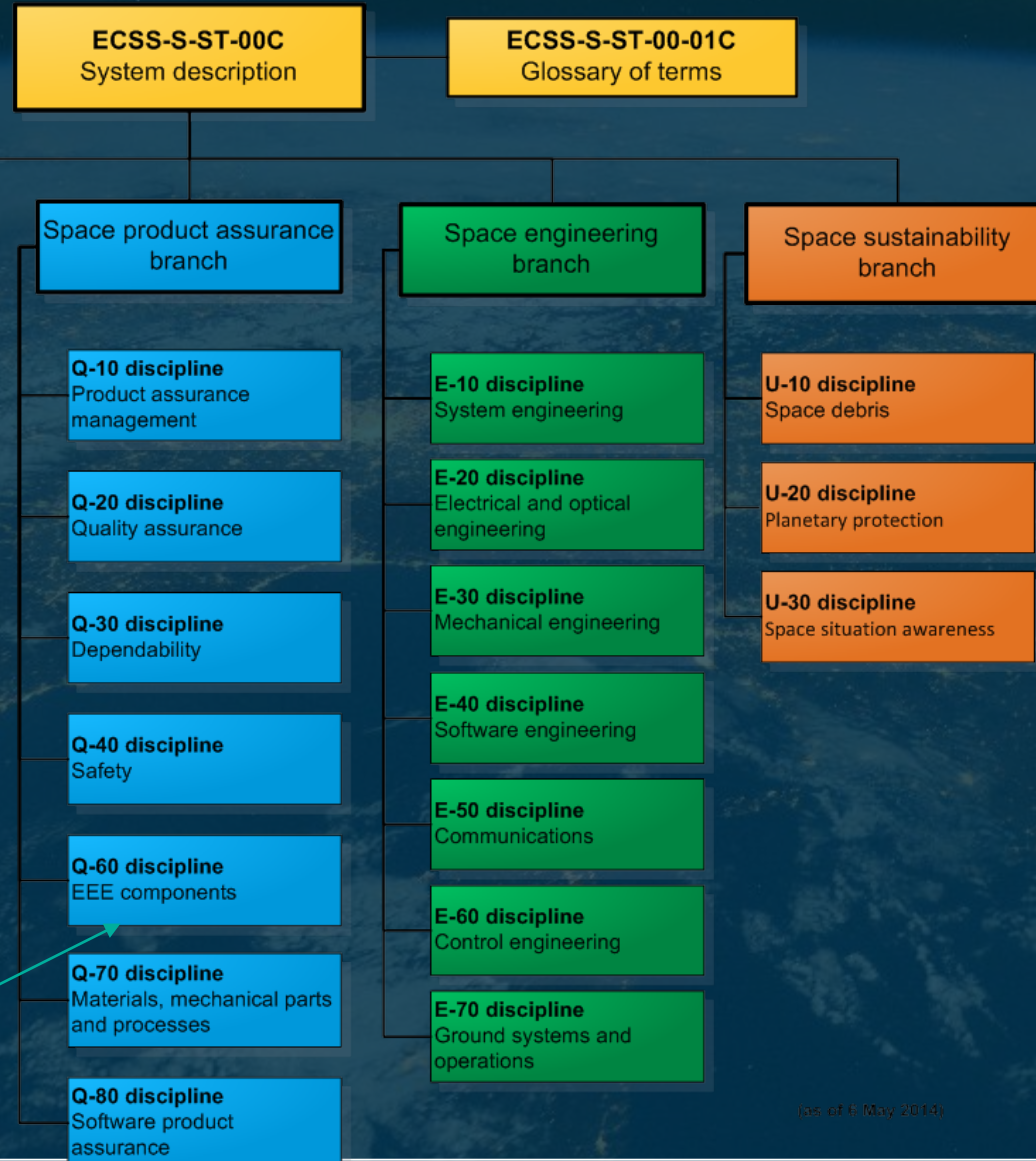 ECSS-S-ST-00C
System description
ECSS-S-ST-00-01C
Glossary of terms
Space product assurance
branch
Q-10 discipline
Product assurance
management
Q-20 discipline
Quality assurance
Q-30 discipline
Dependability
Q-40 discipline
Safety
Q-60 discipline
EEE components
Q-70 discipline
Materials, mechanical parts
and processes
Q-80 discipline
Software product
assurance
Space engineering
branch
E-10 discipline
System engineering
E-20 discipline
Electrical and optical
engineering
E-30 discipline
Mechanical engineering
E-40 discipline
Software engineering
E-50 discipline
Communications
E-60 discipline
Control engineering
E-70 discipline
Ground systems and
operations
Space sustainability
branch
U-10 discipline
Space debris
U-20 discipline
Planetary protection
U-30 discipline
Space situation awareness
(as of 6 May 2014)